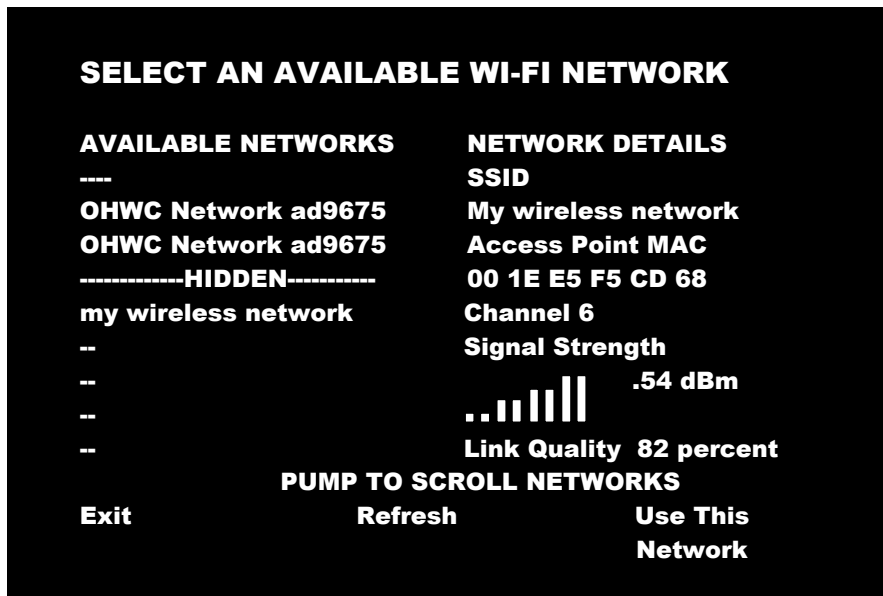 SELECT AN AVAILABLE WI-FI NETWORK
AVAILABLE NETWORKS NETWORK DETAILS
---- SSID
OHWC Network ad9675 My wireless network
OHWC Network ad9675 Access Point MAC
-------------HIDDEN----------- 00 1E E5 F5 CD 68
my wireless network Channel 6
-- Signal Strength
-- .54 dBm
--
-- Link Quality 82 percent
PUMP TO SCROLL NETWORKS
Exit Refresh Use This
Network